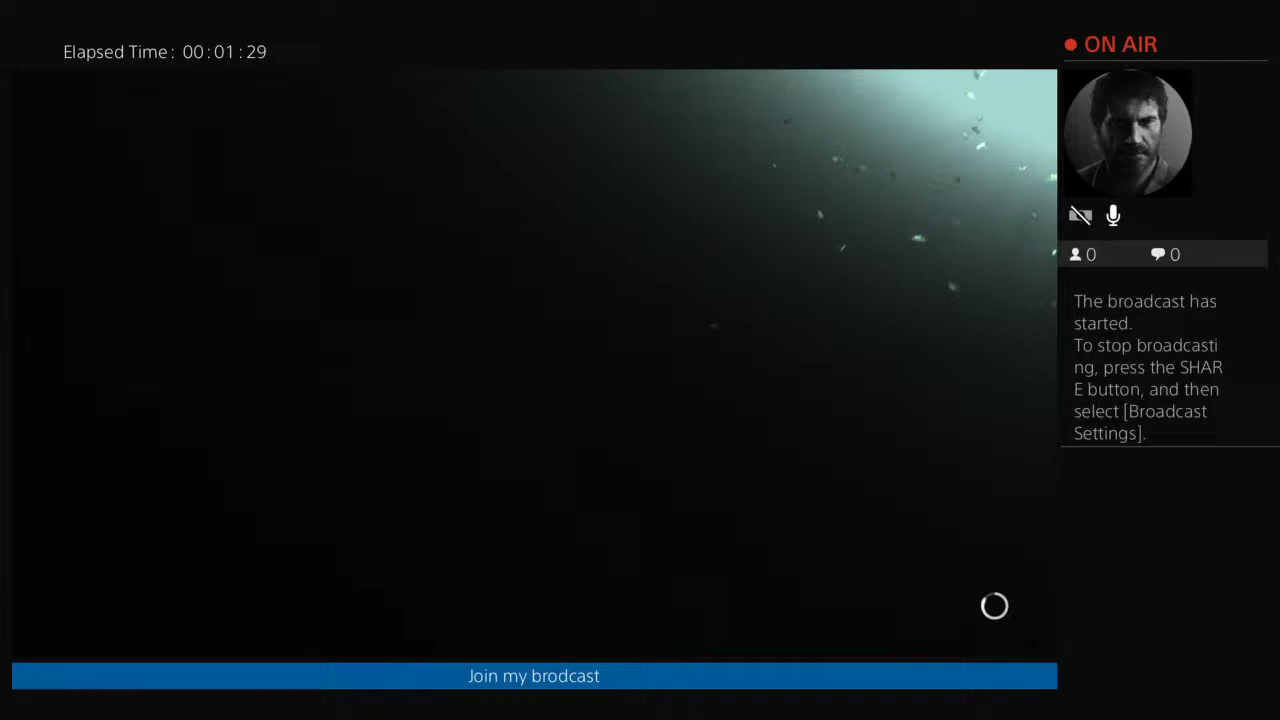 Elapsed Time: 00:01:29
ON AIR
0 0
The broadcast has
started.
To stop broadcasti
ng, press the SHAR
E button, and then
select [Broadcast
Settings].
Join my brodcast